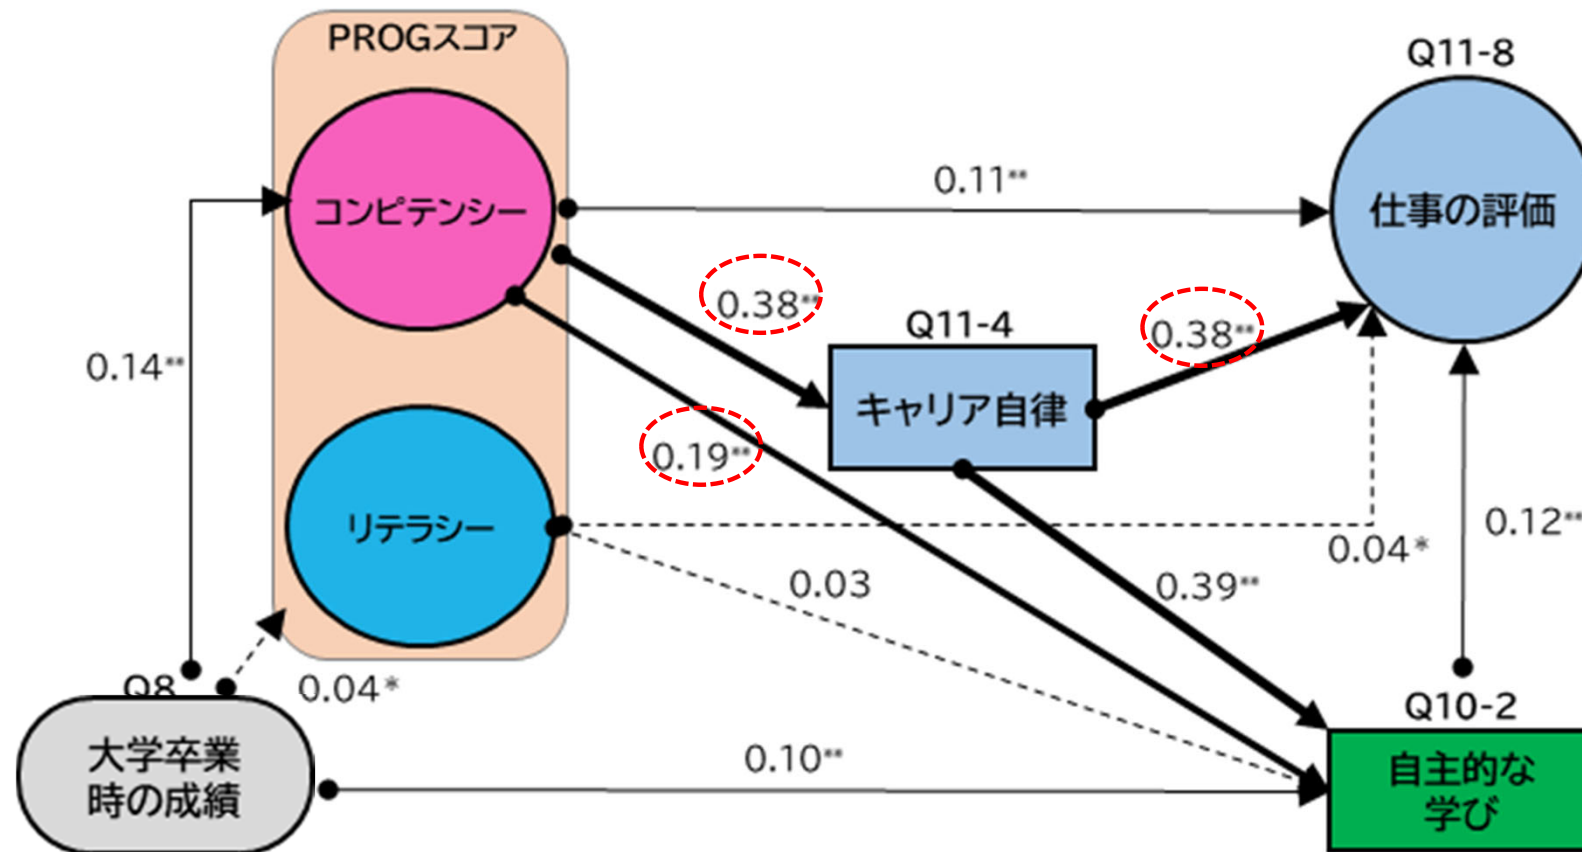 PROGスコア
Q11-8
コンピテンシー
0.11**
仕事の評価
0.38**
Q11-4
0.38**
0.14**
キャリア自律
0.19**
リテラシー
0.12**
0.04*
0.03
0.39**
Q8
0.04*
Q10-2
大学卒業
時の成績
0.10**
自主的な
学び